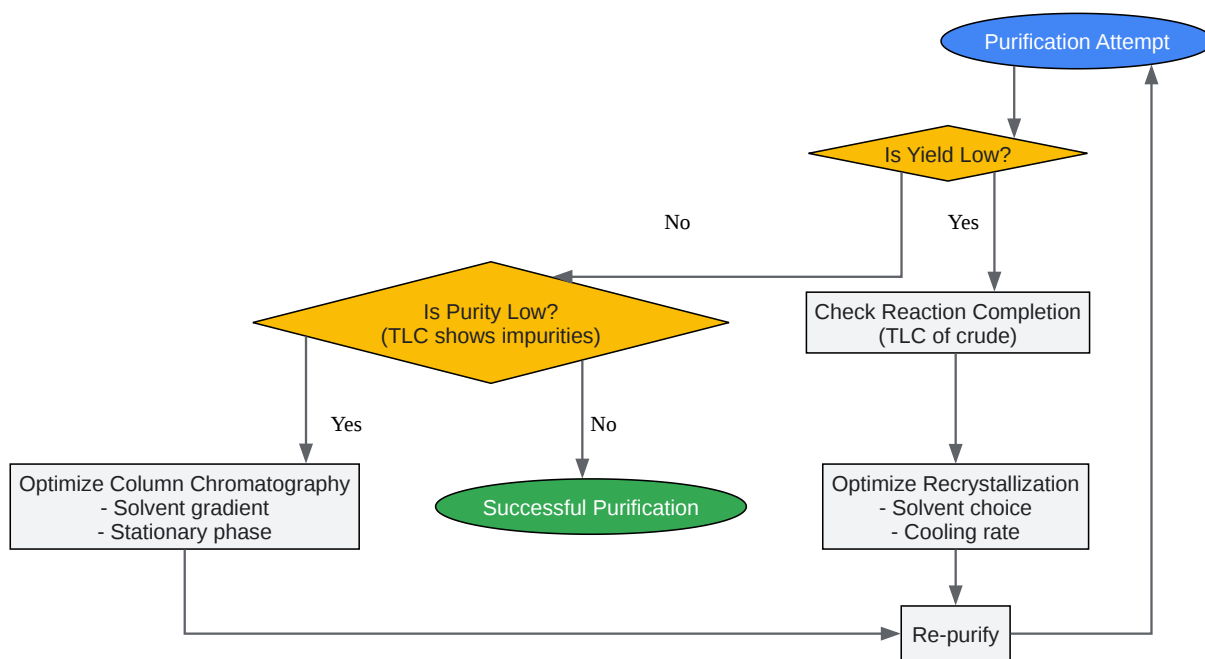 Purification Attempt
Is Yield Low?
No
Yes
Is Purity Low?
(TLC shows impurities)
Check Reaction Completion
(TLC of crude)
Yes
No
Optimize Column Chromatography
- Solvent gradient
- Stationary phase
Successful Purification
Optimize Recrystallization
- Solvent choice
- Cooling rate
Re-purify